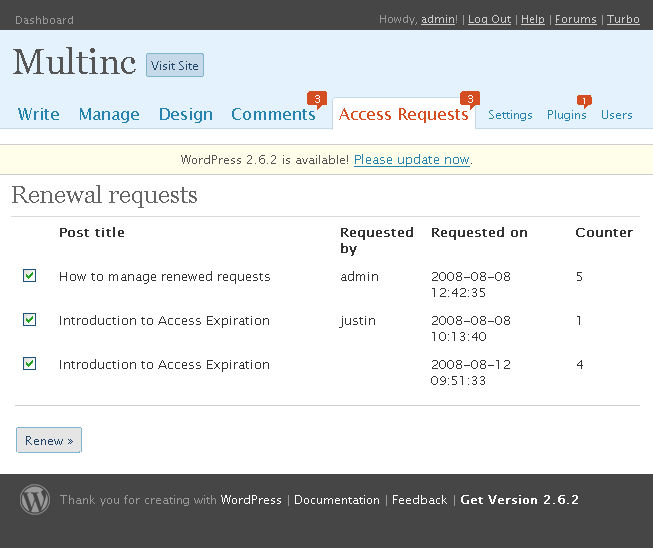 Dashboard
Howdy, admin! | Log Out | Help | Forums | Turbo
Multinc Visit Site
Write Manage Design Comments 3 Access Requests 3 Settings Plugins 1 Users
WordPress 2.6.2 is available! Please update now.
Renewal requests
Post title Requested by Requested on Counter
How to manage renewed requests admin 2008-08-08 12:42:35 5
Introduction to Access Expiration justin 2008-08-08 10:13:40 1
Introduction to Access Expiration 2008-08-12 09:51:33 4
Renew »
Thank you for creating with WordPress | Documentation | Feedback | Get Version 2.6.2